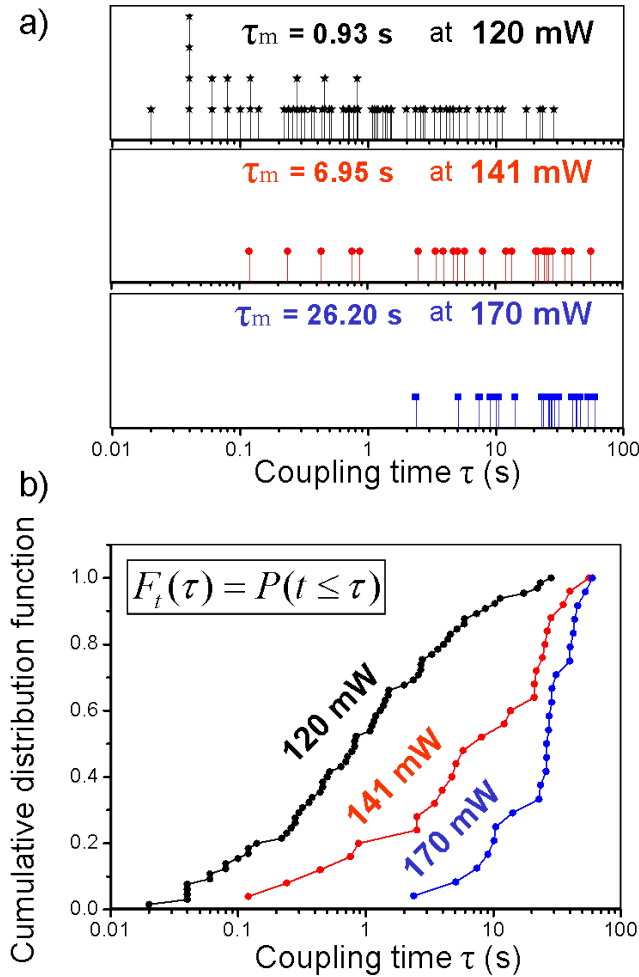 a)
τm = 0.93 s at 120 mW
τm = 6.95 s at 141 mW
τm = 26.20 s at 170 mW
0.01 0.1 1 10 100
Coupling time τ (s)
b)
Cumulative distribution function
1.0
0.8
0.6
0.4
0.2
0.0
Ft(τ) = P(t ≤ τ)
120 mW
141 mW
170 mW
0.01 0.1 1 10 100
Coupling time τ (s)